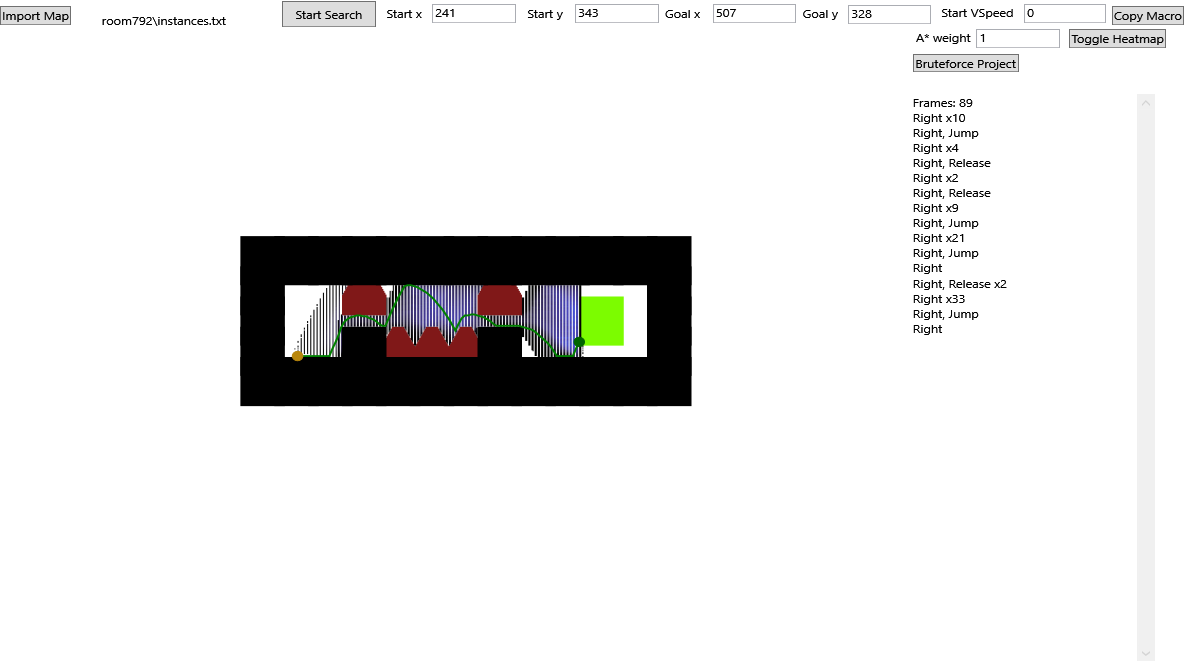 Import Map room792\instances.txt Start Search Start x 241 Start y 343 Goal x 507 Goal y 328 Start VSpeed 0 Copy Macro
A* weight 1 Toggle Heatmap
Bruteforce Project
Frames: 89
Right x10
Right, Jump
Right x4
Right, Release
Right x2
Right, Release
Right x9
Right, Jump
Right x21
Right, Jump
Right
Right, Release x2
Right x33
Right, Jump
Right